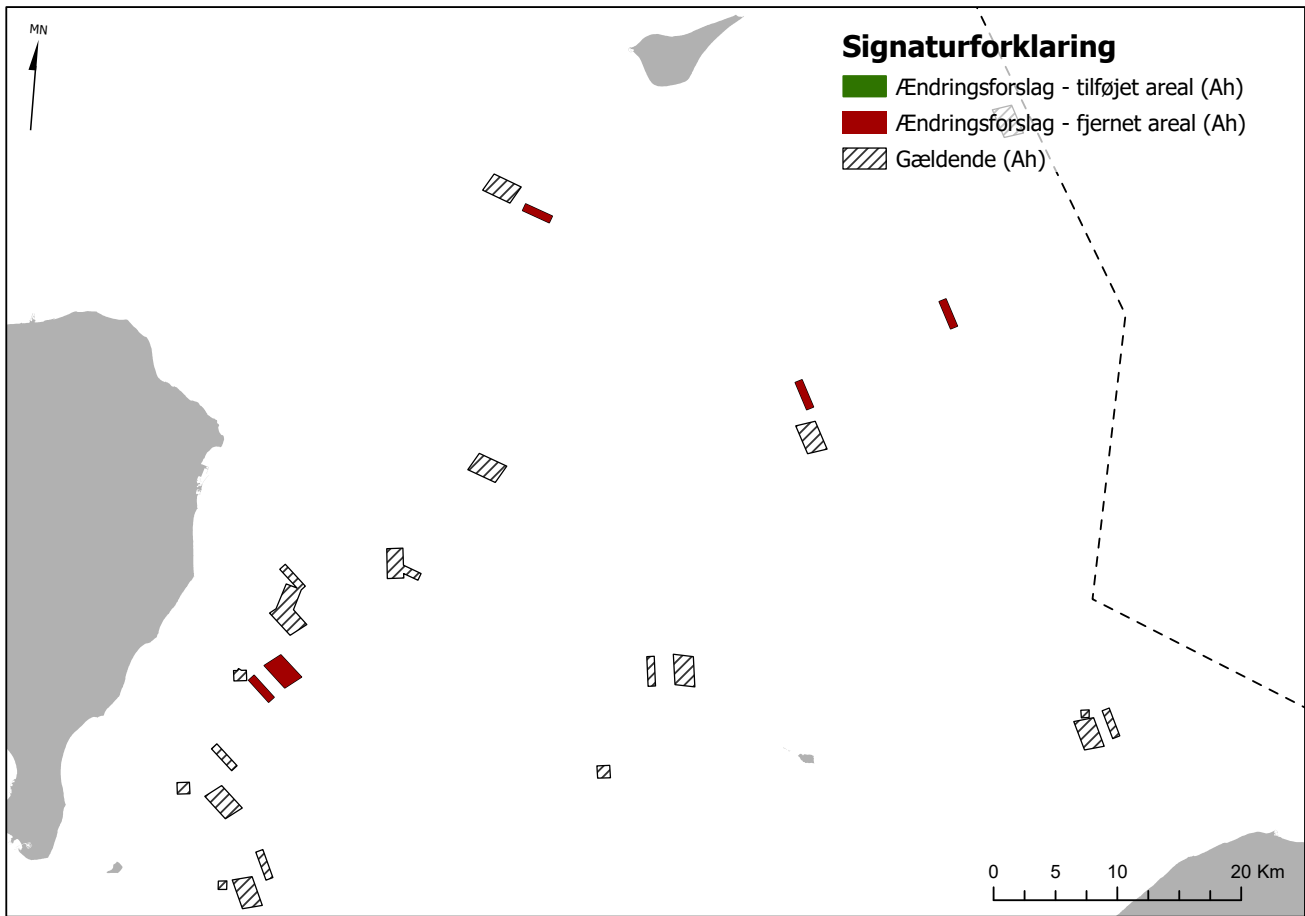 MN
Signaturforklaring
Ændringsforslag - tilføjet areal (Ah)
Ændringsforslag - fjernet areal (Ah)
Gældende (Ah)
0 5 10 20 Km